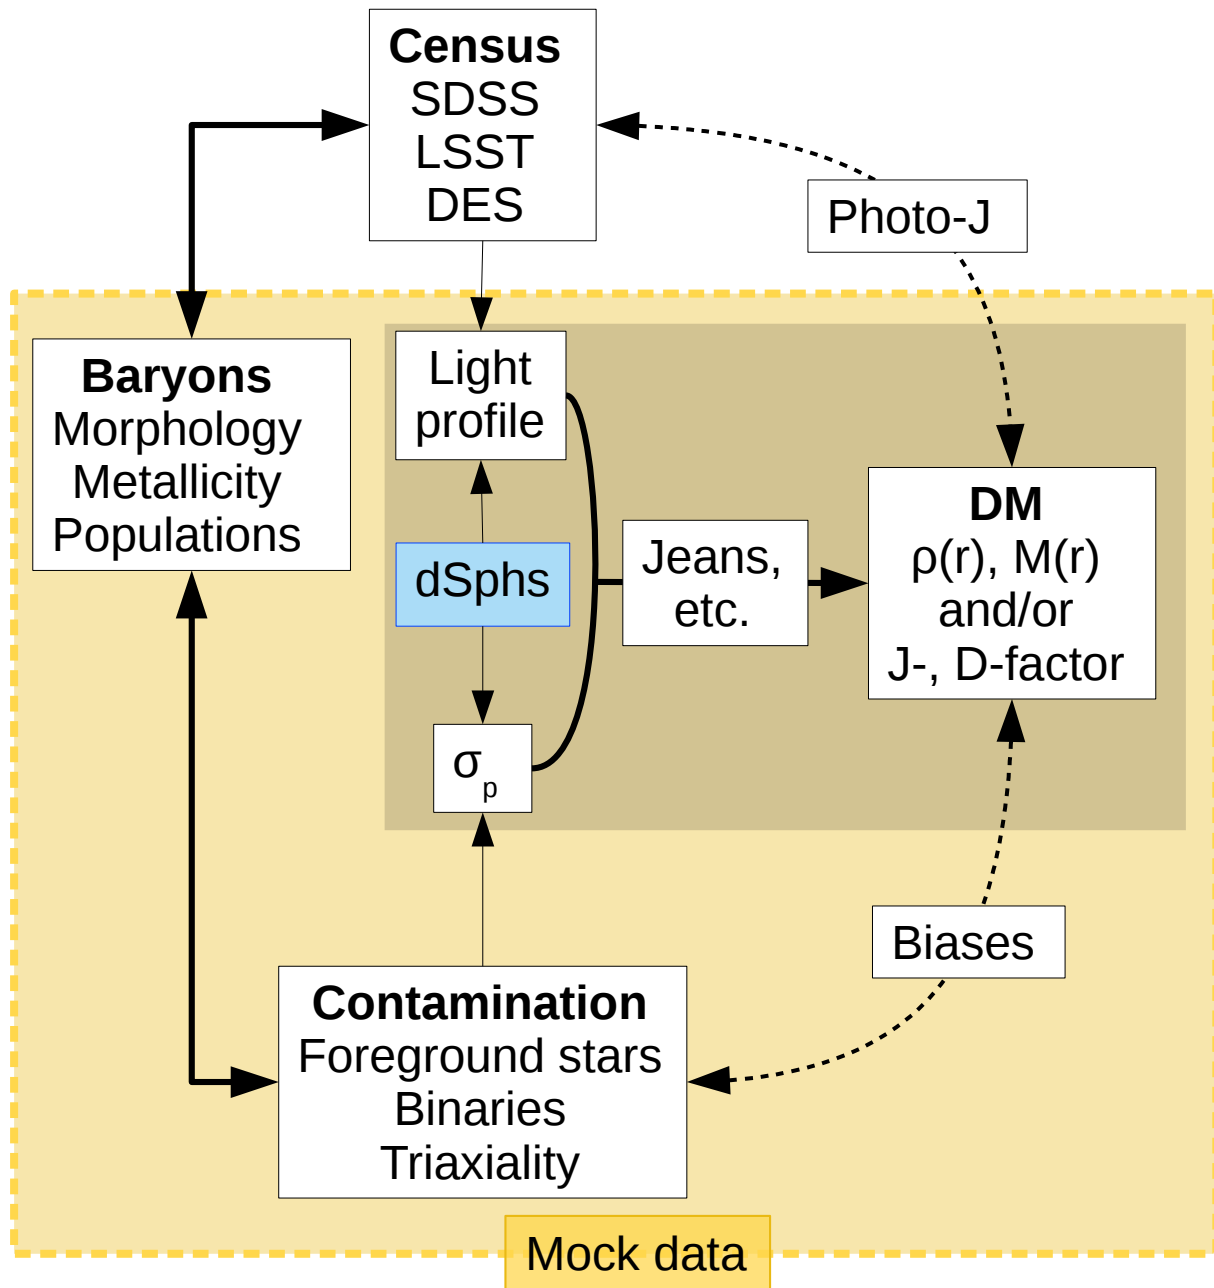 Census
SDSS
LSST
DES
Photo-J
Baryons
Morphology
Metallicity
Populations
Light
profile
dSphs
σp
Jeans,
etc.
DM
ρ(r), M(r)
and/or
J-, D-factor
Biases
Contamination
Foreground stars
Binaries
Triaxiality
Mock data